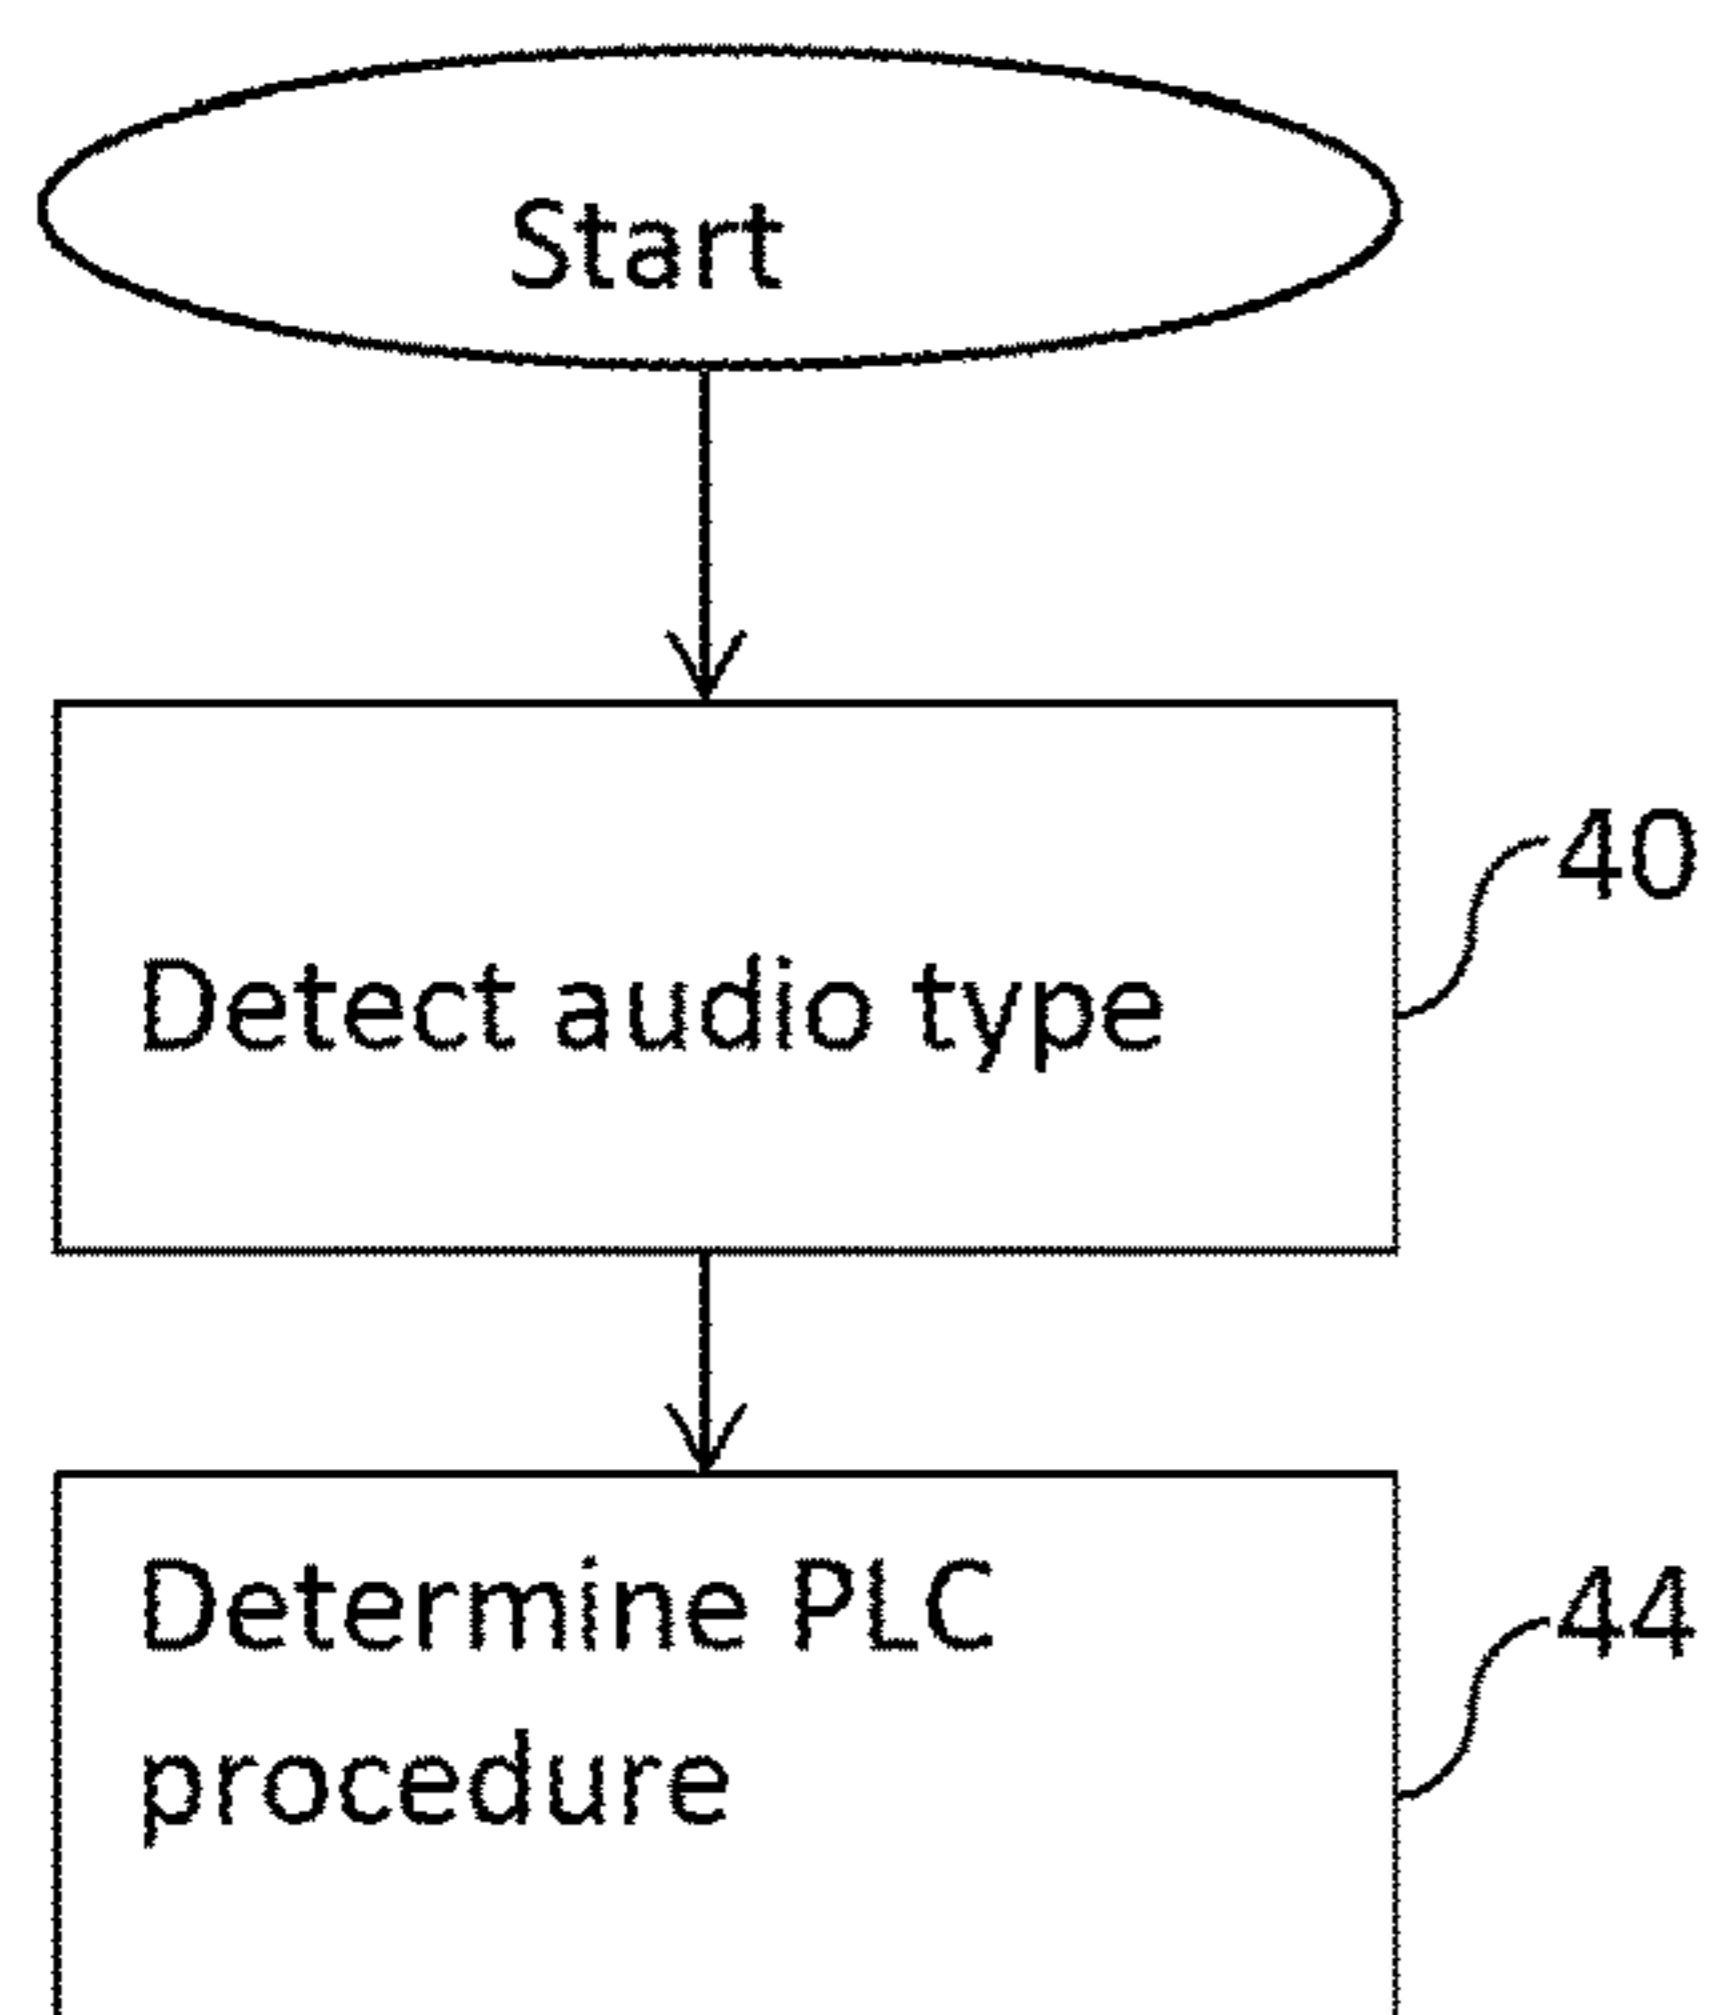 Start
40
Detect audio type
Determine PLC
44
procedure